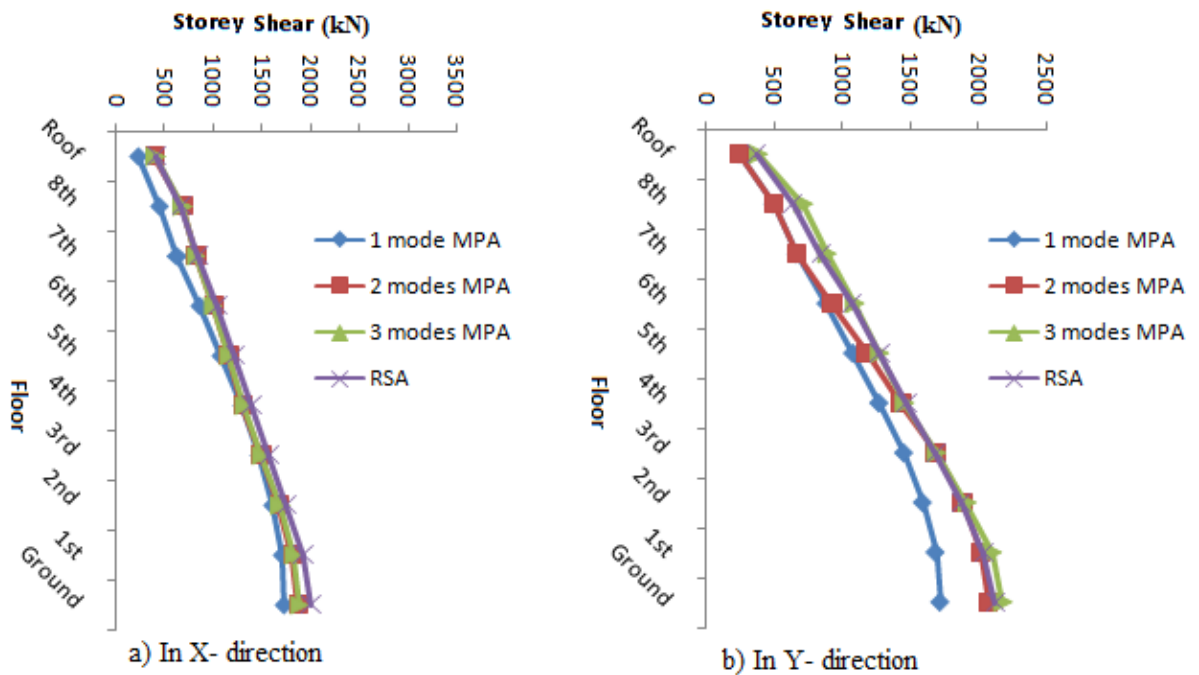 Storey Shear (kN)
0
500
1000
1500
2000
2500
3000
3500
Roof
8th
7th
6th
5th
4th
3rd
2nd
1st
Ground
Floor
1 mode MPA
2 modes MPA
3 modes MPA
RSA
a) In X- direction
Storey Shear (kN)
0
500
1000
1500
2000
2500
Roof
8th
7th
6th
5th
4th
3rd
2nd
1st
Ground
Floor
1 mode MPA
2 modes MPA
3 modes MPA
RSA
b) In Y- direction